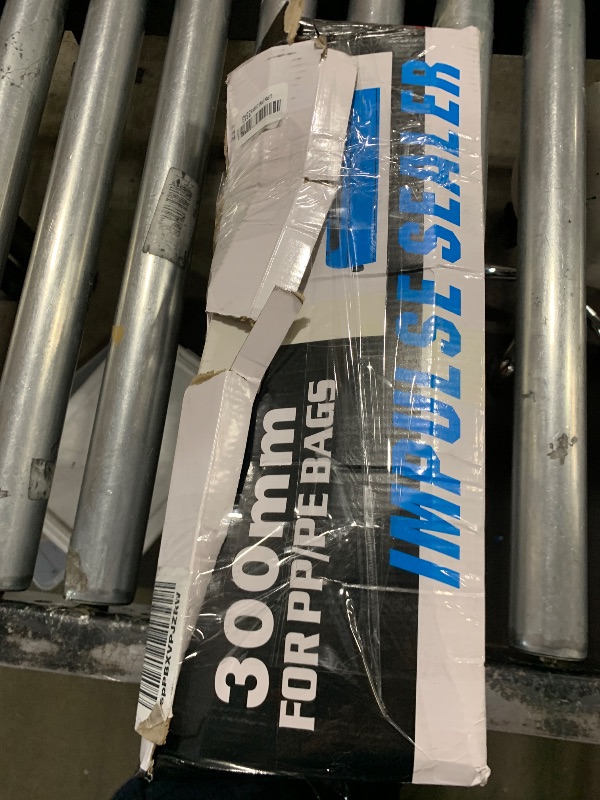 IMPULSE SEALER
300mm
FOR PP/PE BAGS